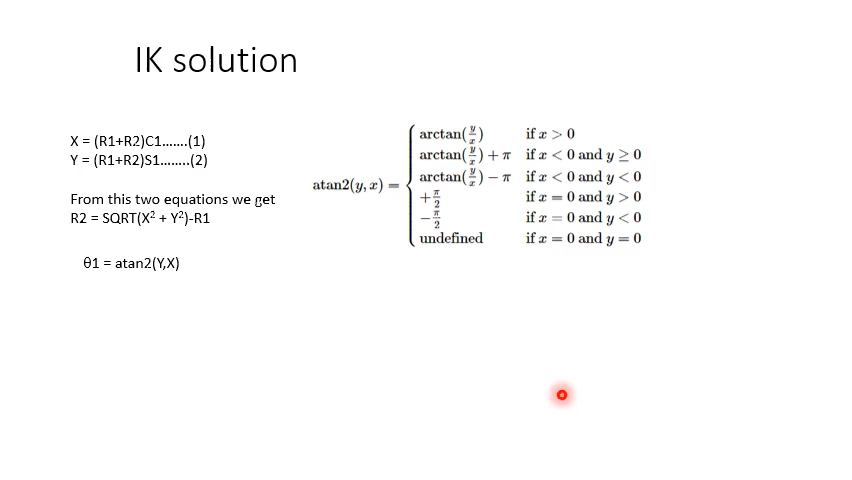 IK solution
X = (R1+R2)C1.......(1)
Y = (R1+R2)S1........(2)
From this two equations we get
R2 = SQRT(X² + Y²)-R1
θ1 = atan2(Y,X)
atan2(y, x) =
arctan(y/x) if x > 0
arctan(y/x) + π if x < 0 and y ≥ 0
arctan(y/x) − π if x < 0 and y < 0
+π/2 if x = 0 and y > 0
−π/2 if x = 0 and y < 0
undefined if x = 0 and y = 0